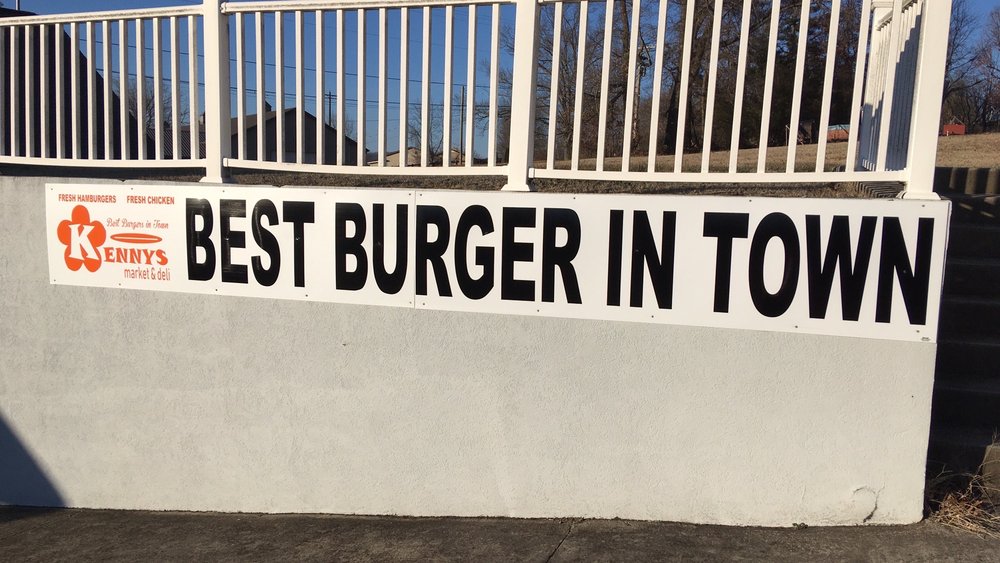 FRESH HAMBURGERS FRESH CHICKEN
Best Burgers in Town
KENNYS
market & deli
BEST BURGER IN TOWN